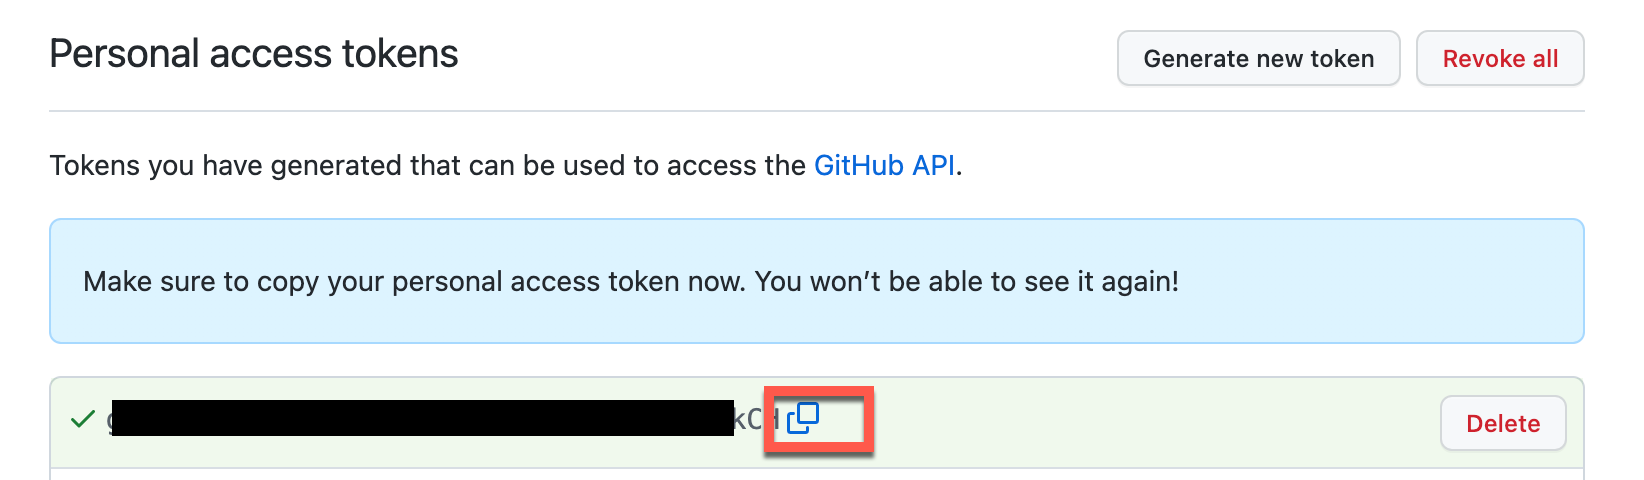 Personal access tokens
Generate new token
Revoke all
Tokens you have generated that can be used to access the GitHub API.
Make sure to copy your personal access token now. You won’t be able to see it again!
Delete